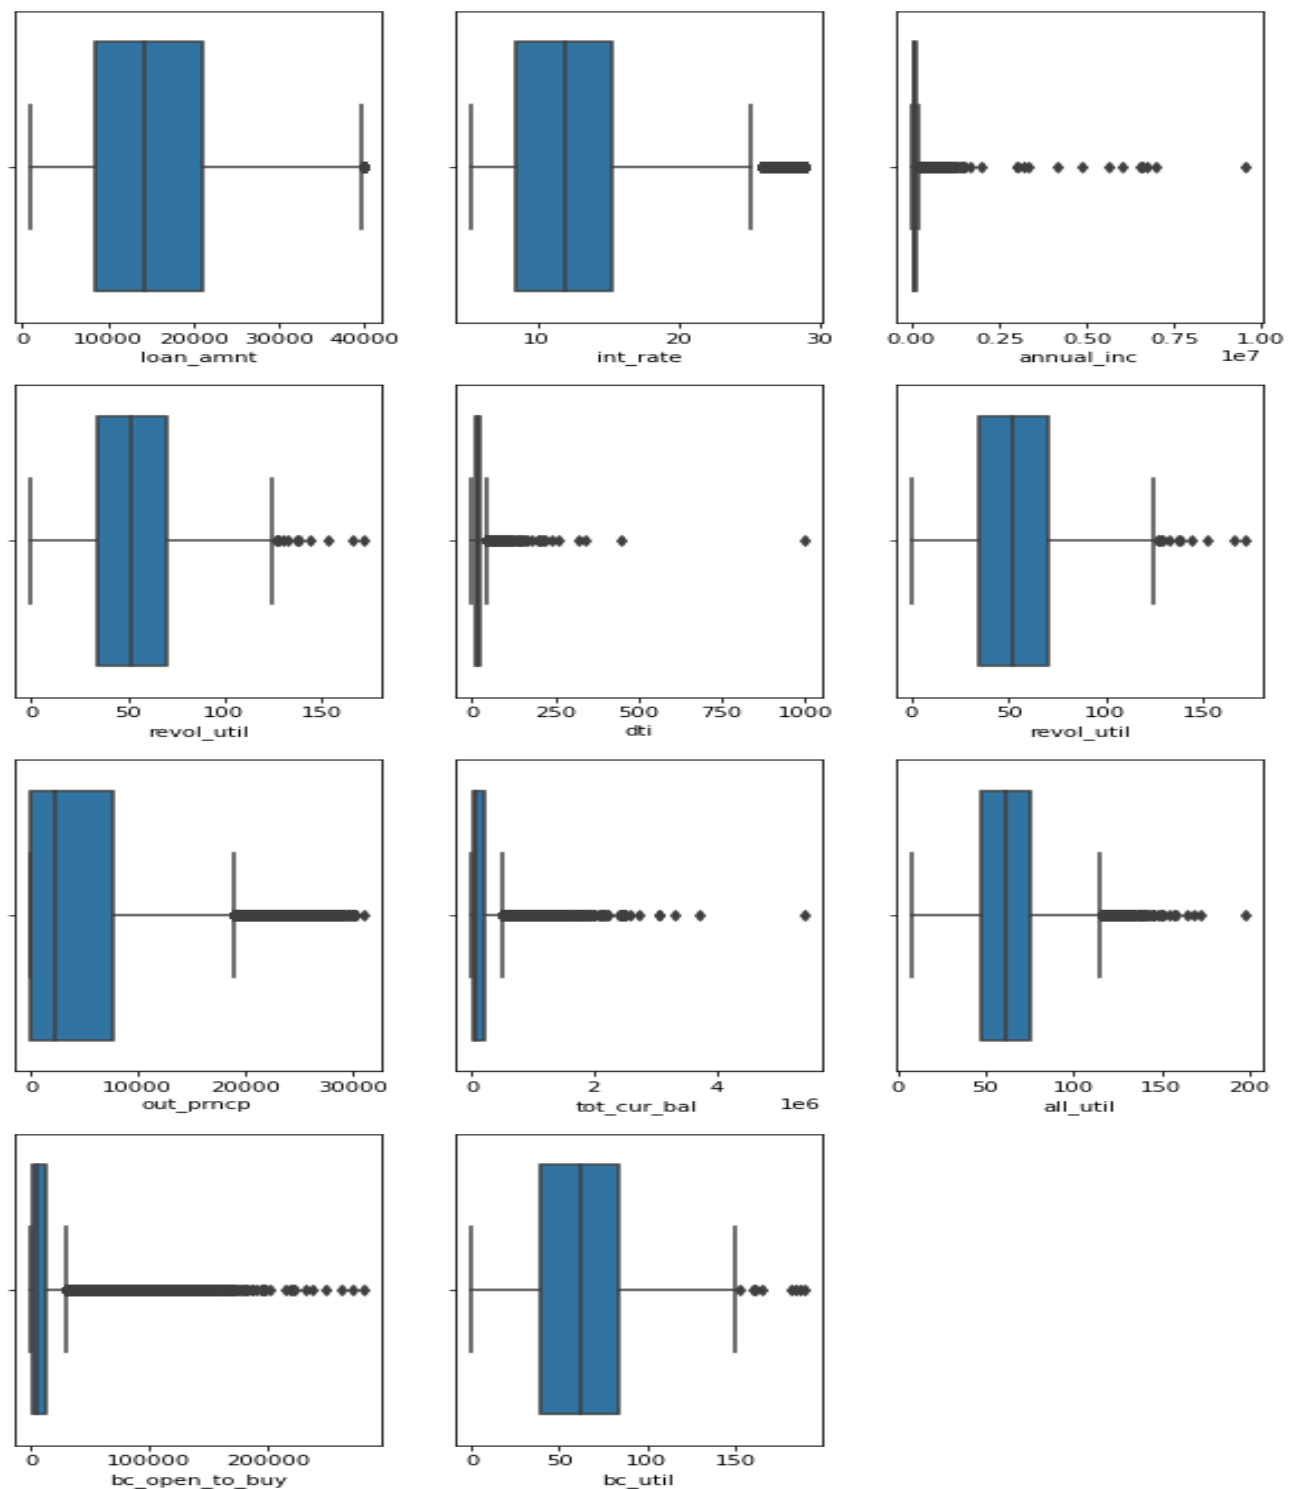 0 10000 20000 30000 40000
loan_amnt
10 20 30
int_rate
0.00 0.25 0.50 0.75 1.00
1e7
annual_inc
0 50 100 150
revol_util
0 250 500 750 1000
dti
0 50 100 150
revol_util
0 10000 20000 30000
out_prncp
0 2 4
1e6
tot_cur_bal
0 50 100 150 200
all_util
0 100000 200000
bc_open_to_buy
0 50 100 150
bc_util